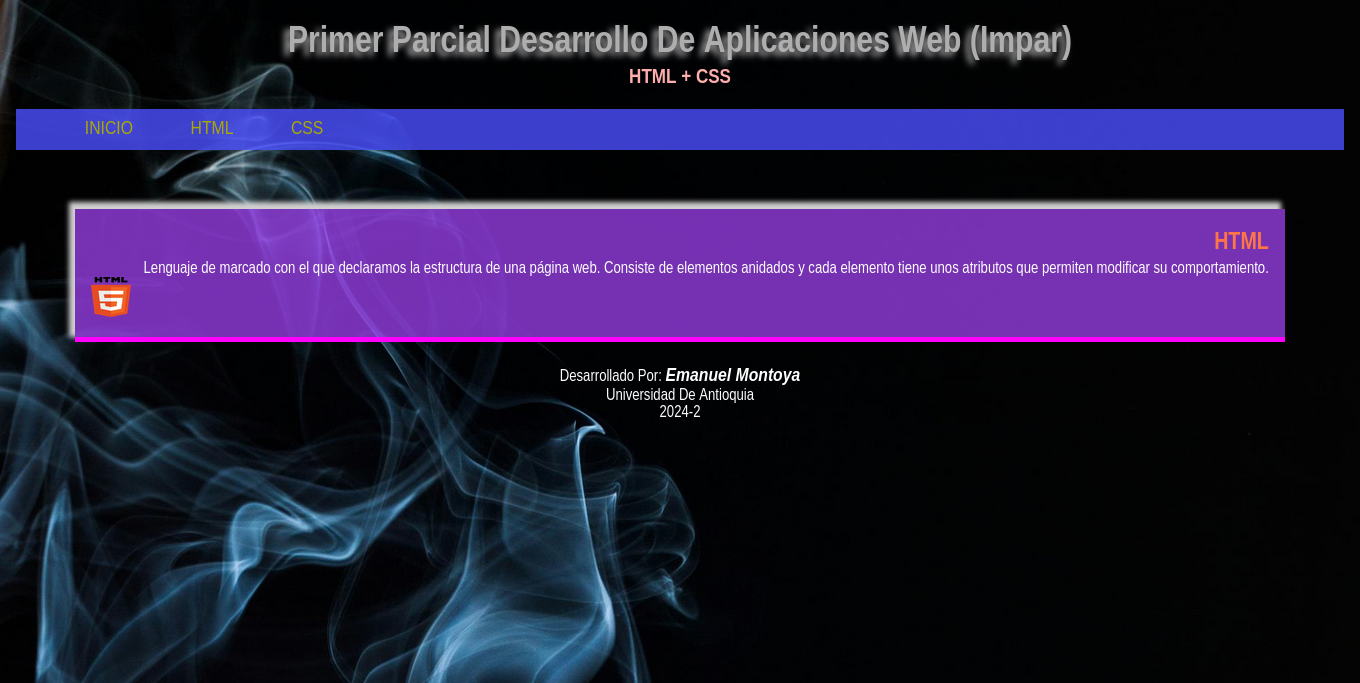 Primer Parcial Desarrollo De Aplicaciones Web (Impar)
HTML + CSS
INICIO HTML CSS
HTML
Lenguaje de marcado con el que declaramos la estructura de una página web. Consiste de elementos anidados y cada elemento tiene unos atributos que permiten modificar su comportamiento.
HTML
5
Desarrollado Por: Emanuel Montoya
Universidad De Antioquia
2024-2